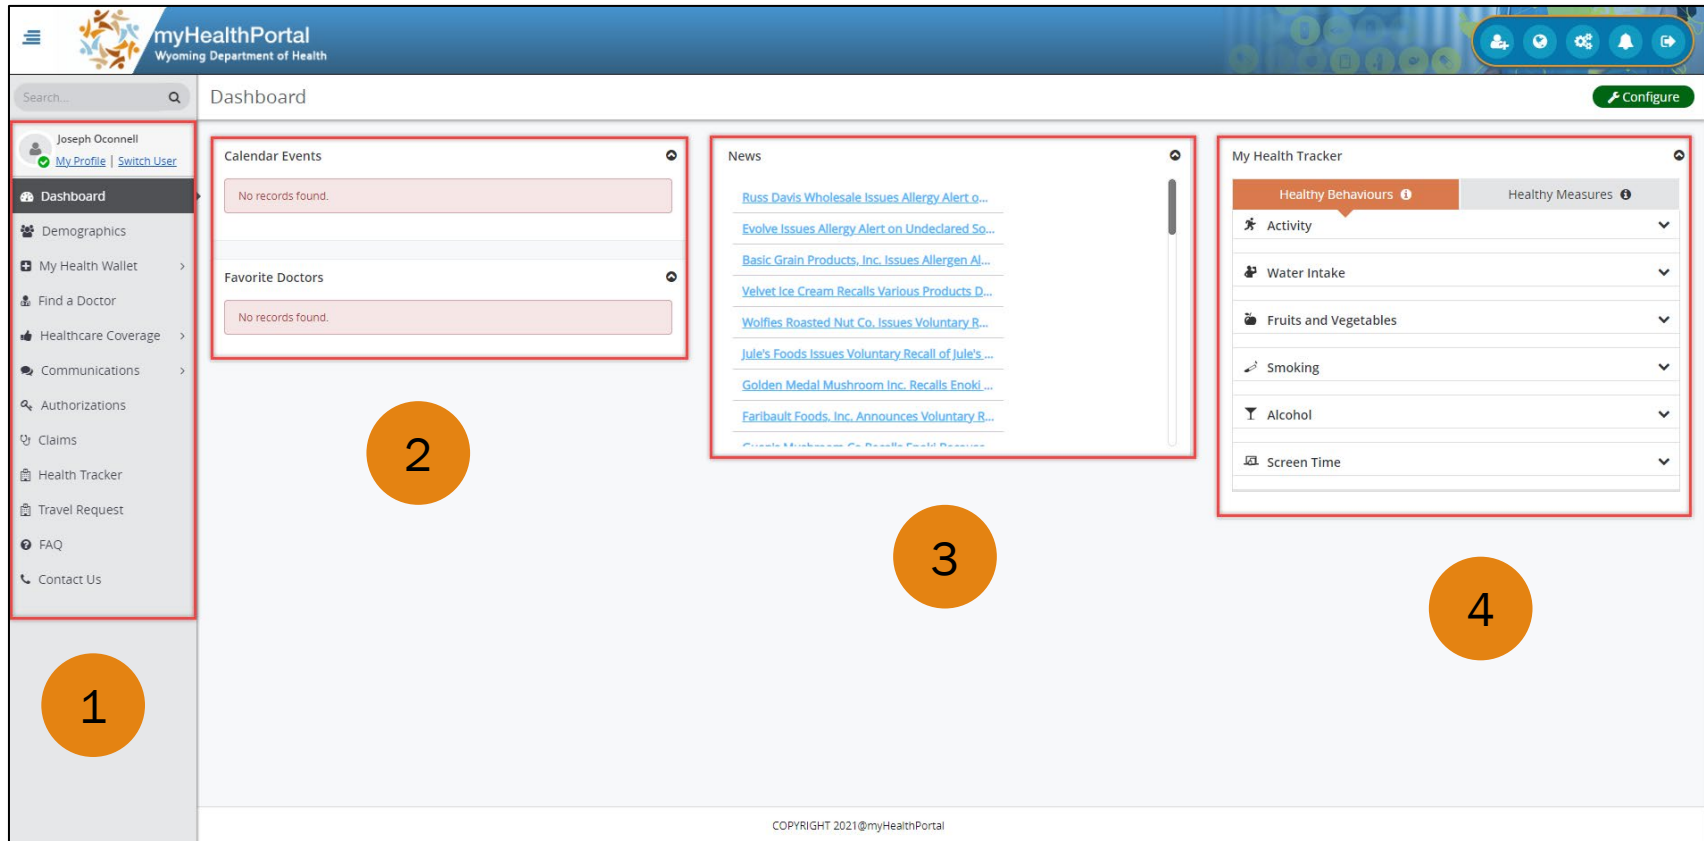 myHealthPortal
Wyoming Department of Health
Search...
Dashboard
Configure
Joseph Oconnell
My Profile | Switch User
Dashboard
Demographics
My Health Wallet
Find a Doctor
Healthcare Coverage
Communications
Authorizations
Claims
Health Tracker
Travel Request
FAQ
Contact Us
1
Calendar Events
No records found.
Favorite Doctors
No records found.
2
News
Russ Davis Wholesale Issues Allergy Alert o...
Evolve Issues Allergy Alert on Undeclared So...
Basic Grain Products, Inc. Issues Allergen Al...
Velvet Ice Cream Recalls Various Products D...
Wolfies Roasted Nut Co. Issues Voluntary R...
Jule's Foods Issues Voluntary Recall of Jule's ...
Golden Medal Mushroom Inc. Recalls Enoki ...
Faribault Foods, Inc. Announces Voluntary R...
Mushroom Co Recalls Enoki Because
3
My Health Tracker
Healthy Behaviours
Healthy Measures
Activity
Water Intake
Fruits and Vegetables
Smoking
Alcohol
Screen Time
4
COPYRIGHT 2021@myHealthPortal